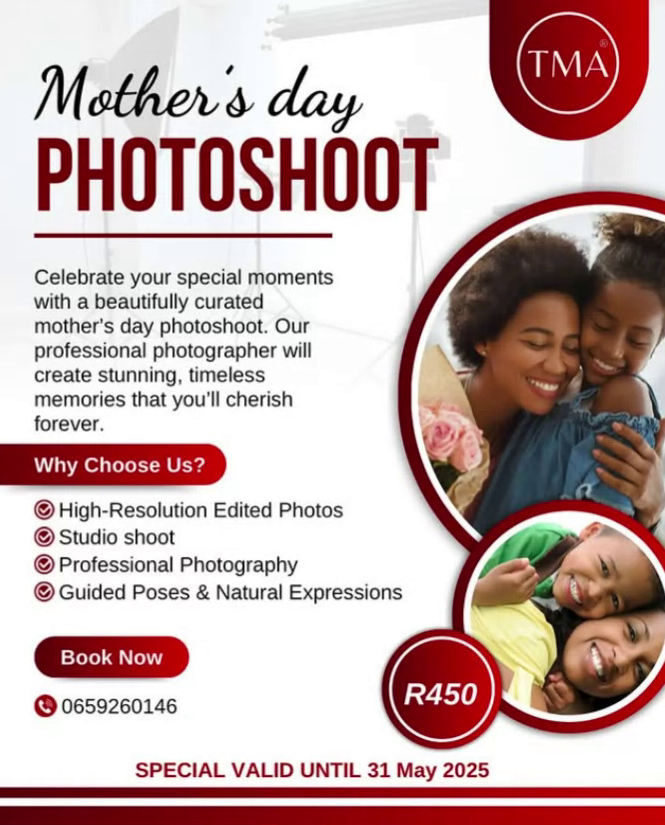 TMA®
Mother's day
PHOTOSHOOT
Celebrate your special moments
with a beautifully curated
mother's day photoshoot. Our
professional photographer will
create stunning, timeless
memories that you'll cherish
forever.
Why Choose Us?
High-Resolution Edited Photos
Studio shoot
Professional Photography
Guided Poses & Natural Expressions
Book Now
0659260146
R450
SPECIAL VALID UNTIL 31 May 2025